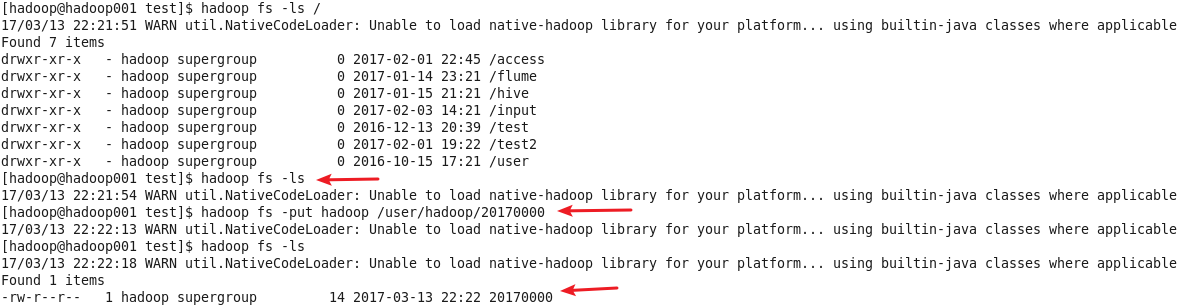 [hadoop@hadoop001 test]$ hadoop fs -ls /
17/03/13 22:21:51 WARN util.NativeCodeLoader: Unable to load native-hadoop library for your platform... using builtin-java classes where applicable
Found 7 items
drwxr-xr-x   - hadoop supergroup          0 2017-02-01 22:45 /access
drwxr-xr-x   - hadoop supergroup          0 2017-01-14 23:21 /flume
drwxr-xr-x   - hadoop supergroup          0 2017-01-15 21:21 /hive
drwxr-xr-x   - hadoop supergroup          0 2017-02-03 14:21 /input
drwxr-xr-x   - hadoop supergroup          0 2016-12-13 20:39 /test
drwxr-xr-x   - hadoop supergroup          0 2017-02-01 19:22 /test2
drwxr-xr-x   - hadoop supergroup          0 2016-10-15 17:21 /user
[hadoop@hadoop001 test]$ hadoop fs -ls
17/03/13 22:21:54 WARN util.NativeCodeLoader: Unable to load native-hadoop library for your platform... using builtin-java classes where applicable
[hadoop@hadoop001 test]$ hadoop fs -put hadoop /user/hadoop/20170000
17/03/13 22:22:13 WARN util.NativeCodeLoader: Unable to load native-hadoop library for your platform... using builtin-java classes where applicable
[hadoop@hadoop001 test]$ hadoop fs -ls
17/03/13 22:22:18 WARN util.NativeCodeLoader: Unable to load native-hadoop library for your platform... using builtin-java classes where applicable
Found 1 items
-rw-r--r--   1 hadoop supergroup         14 2017-03-13 22:22 20170000